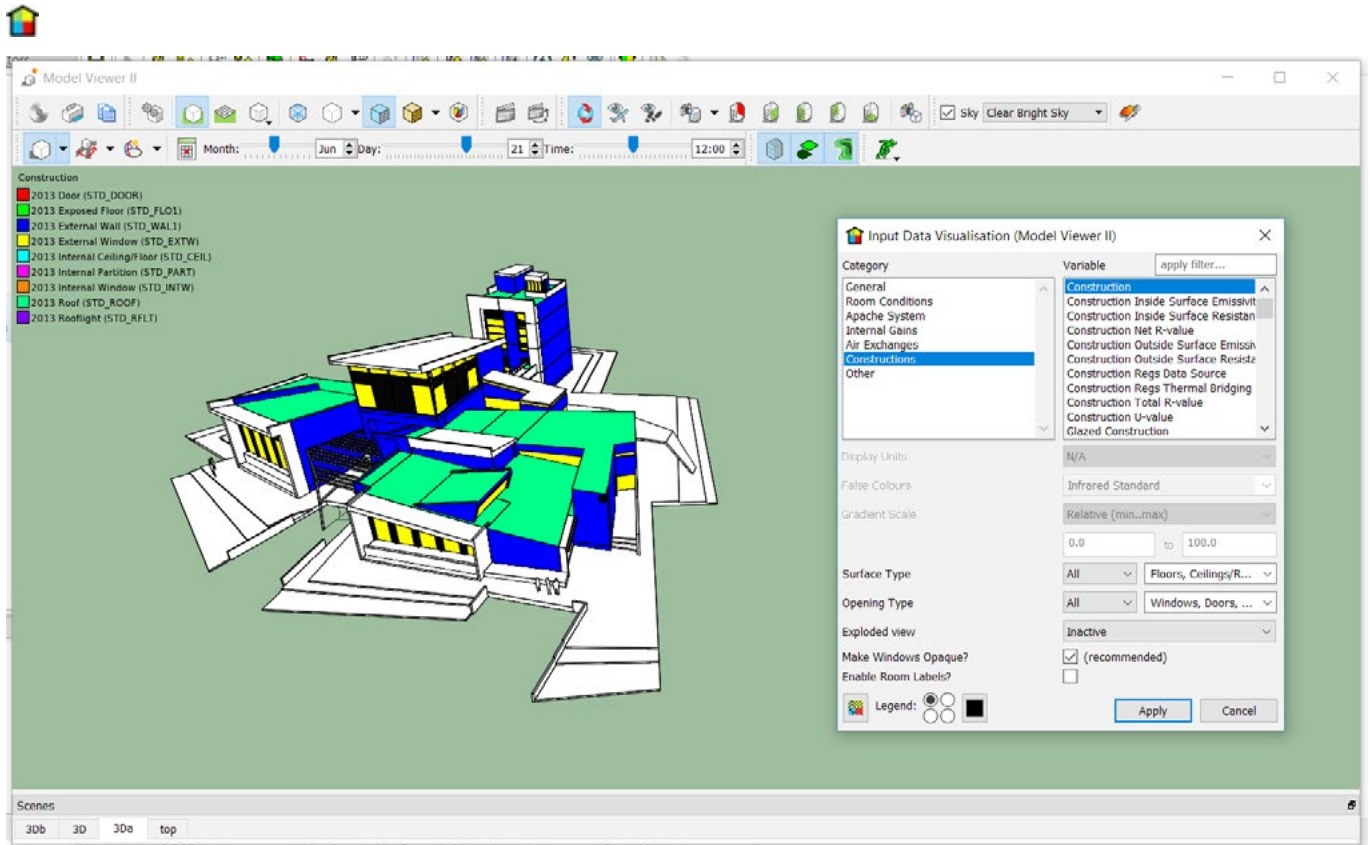 Model Viewer II
Sky Clear Bright Sky
Month: Jun Day: 21 Time: 12:00
Construction
2013 Door (STD_DOOR)
2013 Exposed Floor (STD_FLO1)
2013 External Wall (STD_WAL1)
2013 External Window (STD_EXTW)
2013 Internal Ceiling/Floor (STD_CEIL)
2013 Internal Partition (STD_PART)
2013 Internal Window (STD_INTW)
2013 Roof (STD_ROOF)
2013 Rooflight (STD_RFLT)
Input Data Visualisation (Model Viewer II)
Category
General
Room Conditions
Apache System
Internal Gains
Air Exchanges
Constructions
Other
Variable apply filter...
Construction
Construction Inside Surface Emissivit
Construction Inside Surface Resistan
Construction Net R-value
Construction Outside Surface Emissiv
Construction Outside Surface Resista
Construction Regs Data Source
Construction Regs Thermal Bridging
Construction Total R-value
Construction U-value
Glazed Construction
Display Units N/A
False Colours Infrared Standard
Gradient Scale Relative (min..max)
0.0 to 100.0
Surface Type All Floors, Ceilings/R...
Opening Type All Windows, Doors, ...
Exploded view Inactive
Make Windows Opaque? (recommended)
Enable Room Labels?
Legend: Apply Cancel
Scenes
3Db 3D 3Da top